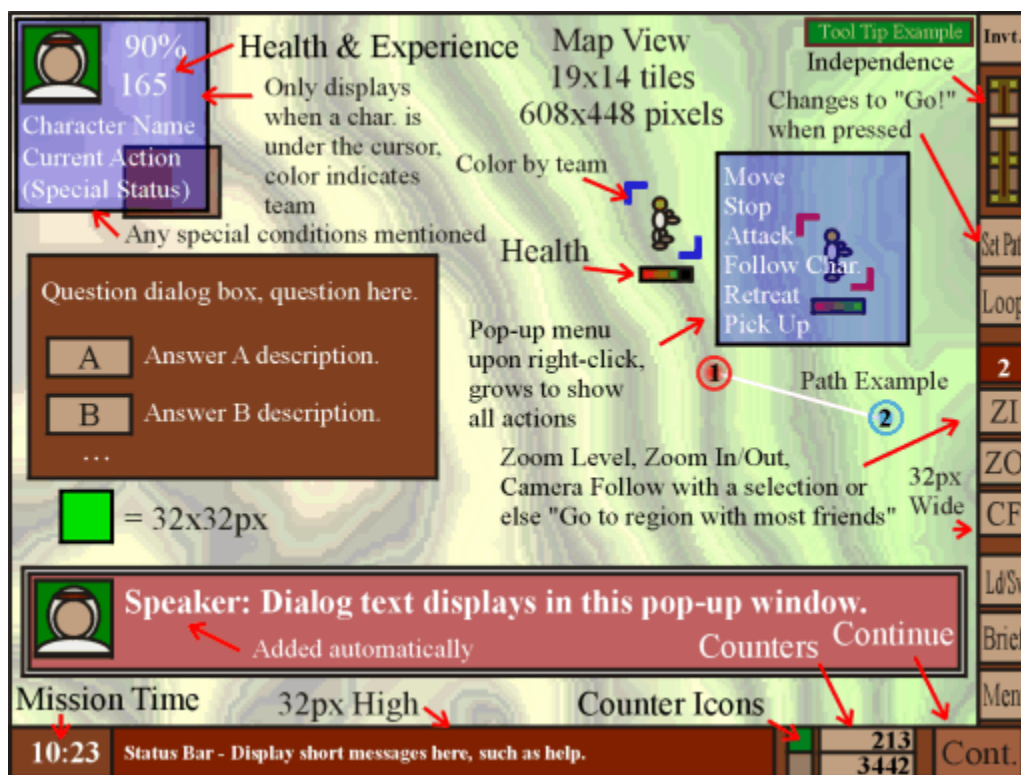 90%
165
Character Name
Current Action
(Special Status)
Health & Experience
Only displays
when a char. is
under the cursor,
color indicates
team
Any special conditions mentioned
Map View
19x14 tiles
608x448 pixels
Tool Tip Example
Independence
Changes to "Go!"
when pressed
Color by team
Health
Move
Stop
Attack
Follow Char.
Retreat
Pick Up
Question dialog box, question here.
A Answer A description.
B Answer B description.
...
Pop-up menu
upon right-click,
grows to show
all actions
1
Path Example
2
Zoom Level, Zoom In/Out,
Camera Follow with a selection or
else "Go to region with most friends"
32px
Wide
= 32x32px
Speaker: Dialog text displays in this pop-up window.
Added automatically
Counters
Continue
Mission Time
32px High
Counter Icons
10:23
Status Bar - Display short messages here, such as help.
213
3442
Cont.
Invt.
Set Pat
Loop
2
ZI
ZO
CF
Ld/Sv
Brief
Men